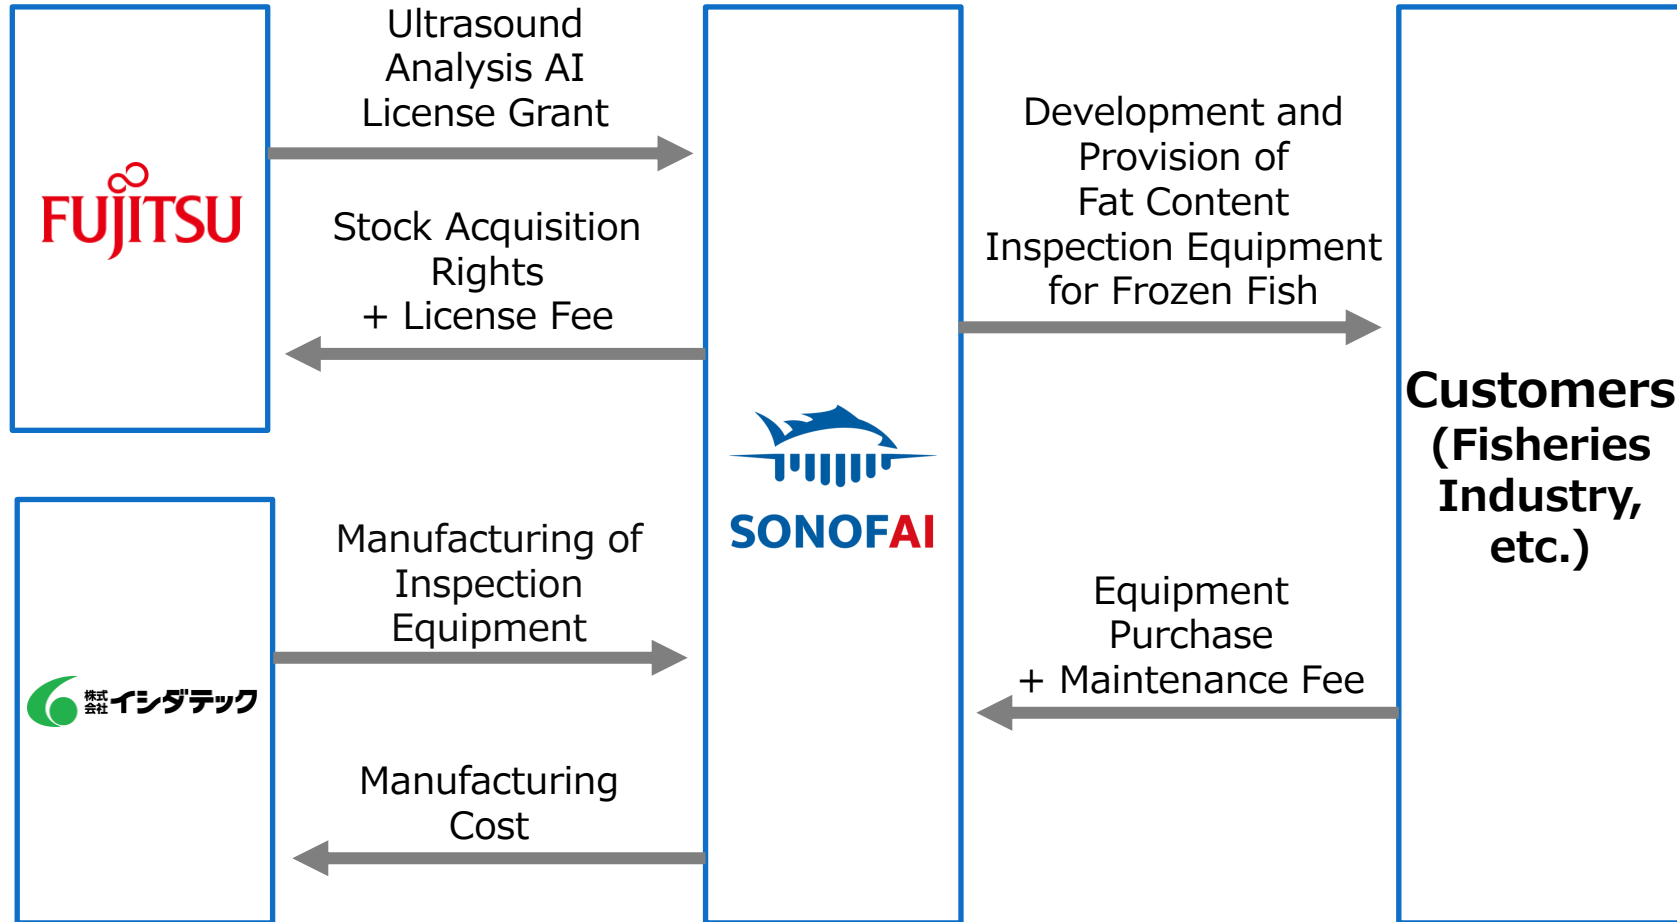 Ultrasound
Analysis AI
License Grant
FUJITSU
Stock Acquisition
Rights
+ License Fee
Manufacturing of
Inspection
Equipment
株式会社イシダテック
Manufacturing
Cost
SONOFAI
Development and
Provision of
Fat Content
Inspection Equipment
for Frozen Fish
Equipment
Purchase
+ Maintenance Fee
Customers
(Fisheries
Industry,
etc.)